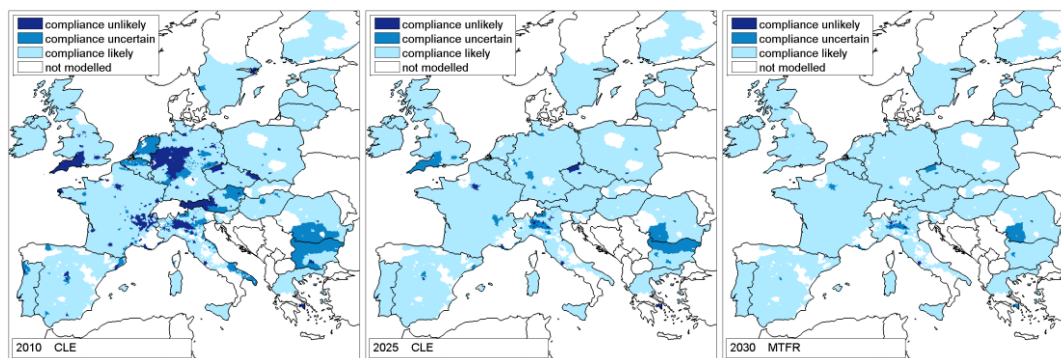 compliance unlikely
compliance uncertain
compliance likely
not modelled
2010 CLE
compliance unlikely
compliance uncertain
compliance likely
not modelled
2025 CLE
compliance unlikely
compliance uncertain
compliance likely
not modelled
2030 MTFR